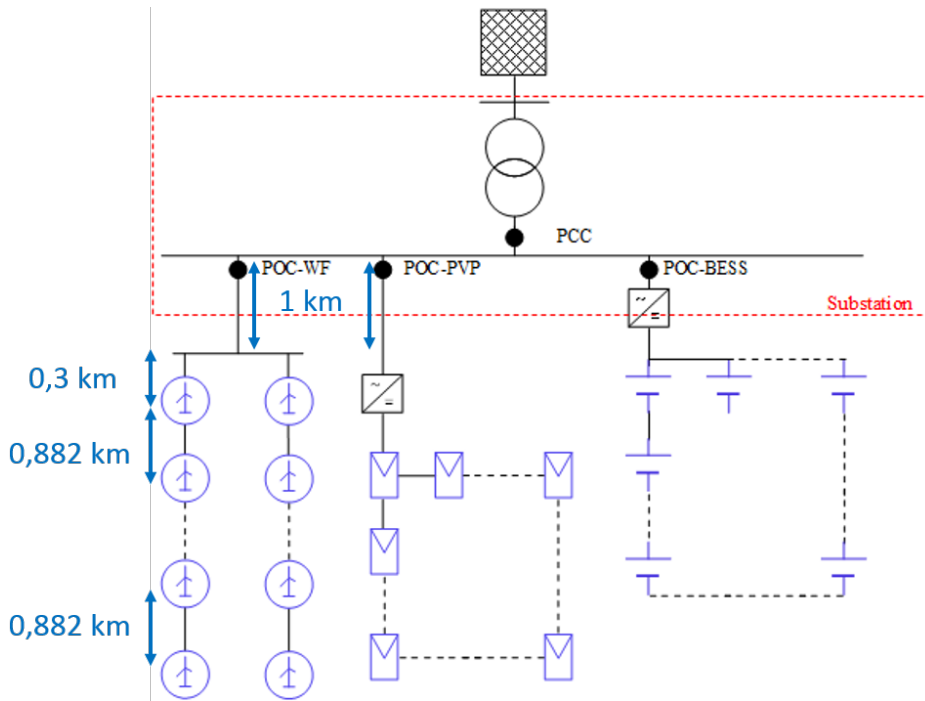 PCC
POC-WF
POC-PVP
POC-BESS
1 km
~
=
Substation
0,3 km
~
=
0,882 km
0,882 km